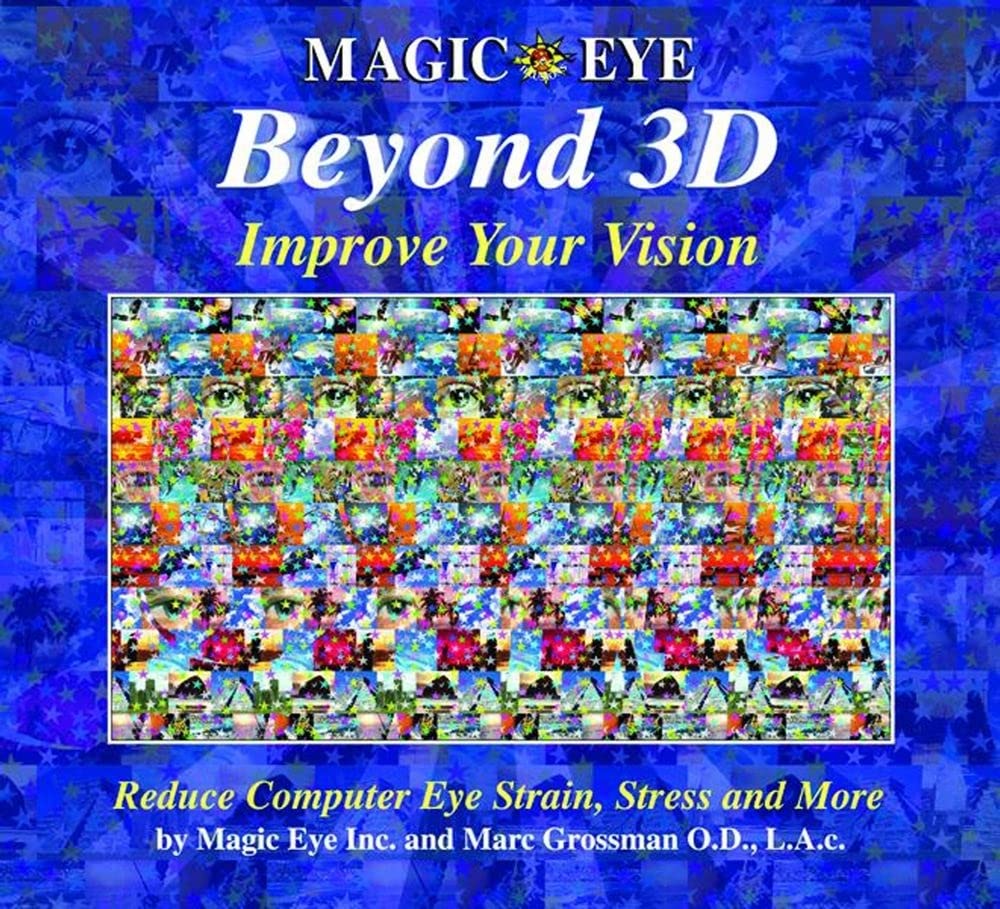 MAGIC EYE
Beyond 3D
Improve Your Vision
Reduce Computer Eye Strain, Stress and More
by Magic Eye Inc. and Marc Grossman O.D., L.A.c.